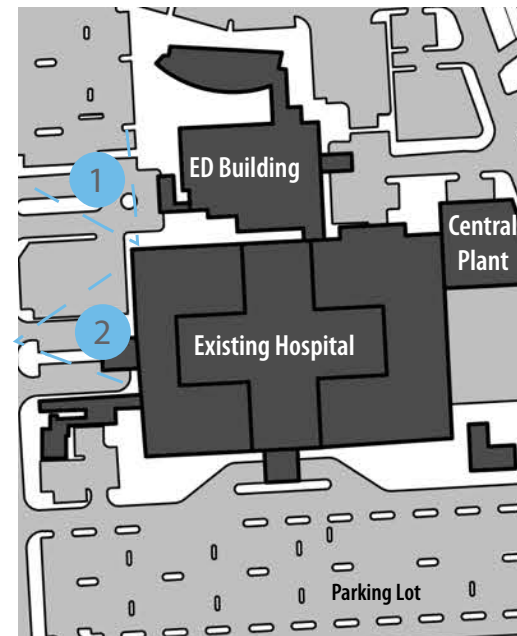 ED Building
1
Central
Plant
2
Existing Hospital
Parking Lot